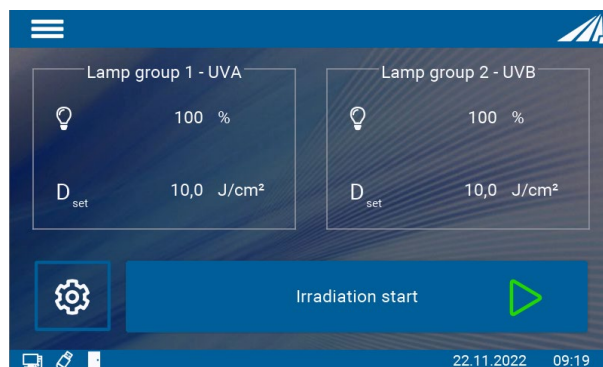 Lamp group 1 - UVA
100 %
D set 10,0 J/cm²
Lamp group 2 - UVB
100 %
D set 10,0 J/cm²
Irradiation start
22.11.2022 09:19